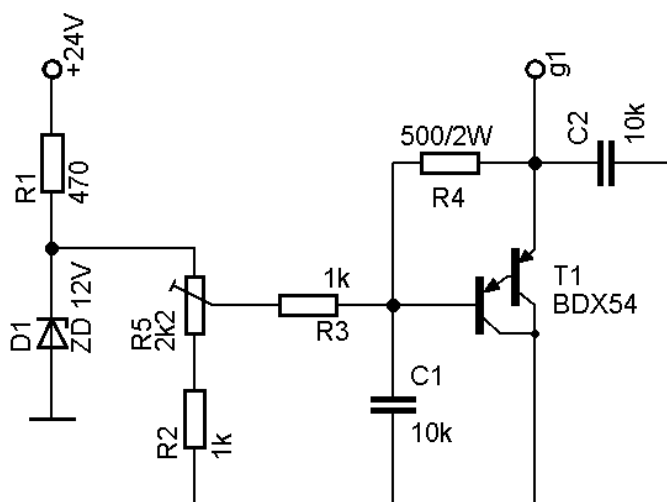 +24V
R1
470
D1
ZD 12V
R5
2k2
R2
1k
1k
R3
500/2W
R4
g1
C2
10k
T1
BDX54
C1
10k